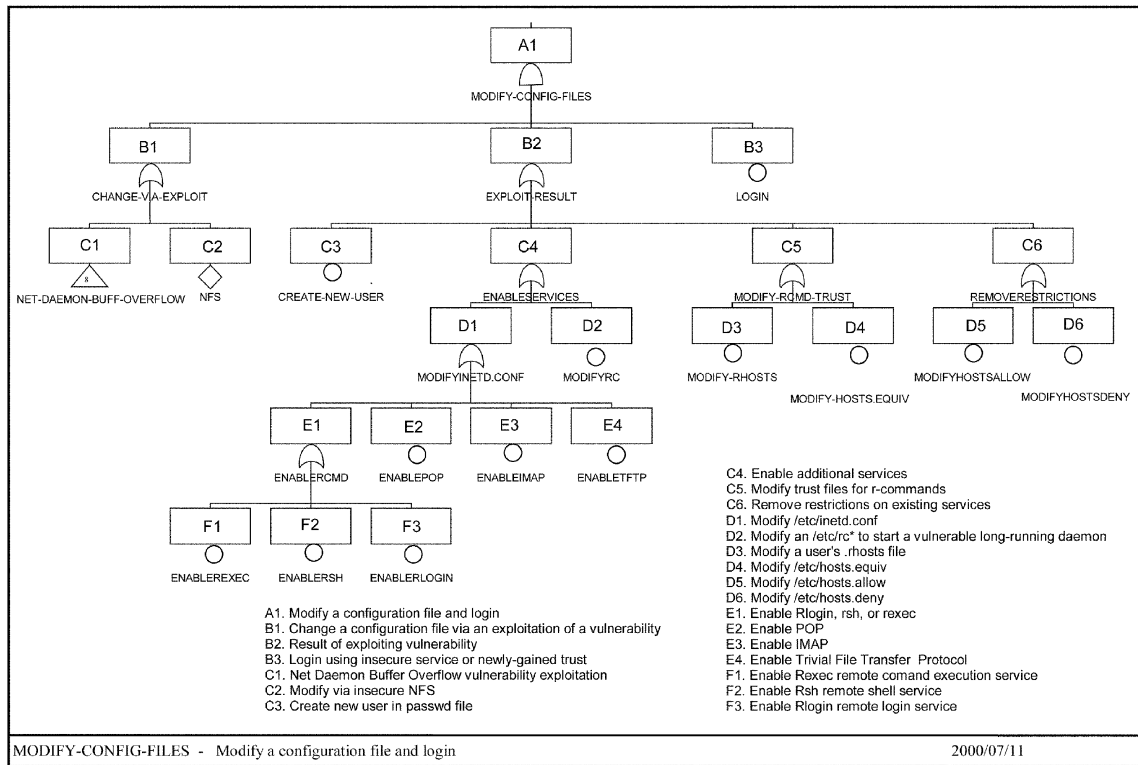 A1
MODIFY-CONFIG-FILES
B1
B2
B3
CHANGE-VIA-EXPLOIT
EXPLOIT-RESULT
LOGIN
C1
C2
C3
C4
C5
C6
8
NET-DAEMON-BUFF-OVERFLOW
NFS
CREATE-NEW-USER
ENABLESERVICES
MODIFY-RCMD-TRUST
REMOVERESTRICTIONS
D1
D2
D3
D4
D5
D6
MODIFYINETD.CONF
MODIFYRC
MODIFY-RHOSTS
MODIFY-HOSTS.EQUIV
MODIFYHOSTSALLOW
MODIFYHOSTSDENY
E1
E2
E3
E4
ENABLERCMD
ENABLEPOP
ENABLEIMAP
ENABLETFTP
F1
F2
F3
ENABLEREXEC
ENABLERSH
ENABLERLOGIN
A1. Modify a configuration file and login
B1. Change a configuration file via an exploitation of a vulnerability
B2. Result of exploiting vulnerability
B3. Login using insecure service or newly-gained trust
C1. Net Daemon Buffer Overflow vulnerability exploitation
C2. Modify via insecure NFS
C3. Create new user in passwd file
C4. Enable additional services
C5. Modify trust files for r-commands
C6. Remove restrictions on existing services
D1. Modify /etc/inetd.conf
D2. Modify an /etc/rc* to start a vulnerable long-running daemon
D3. Modify a user's .rhosts file
D4. Modify /etc/hosts.equiv
D5. Modify /etc/hosts.allow
D6. Modify /etc/hosts.deny
E1. Enable Rlogin, rsh, or rexec
E2. Enable POP
E3. Enable IMAP
E4. Enable Trivial File Transfer Protocol
F1. Enable Rexec remote comand execution service
F2. Enable Rsh remote shell service
F3. Enable Rlogin remote login service
MODIFY-CONFIG-FILES - Modify a configuration file and login
2000/07/11